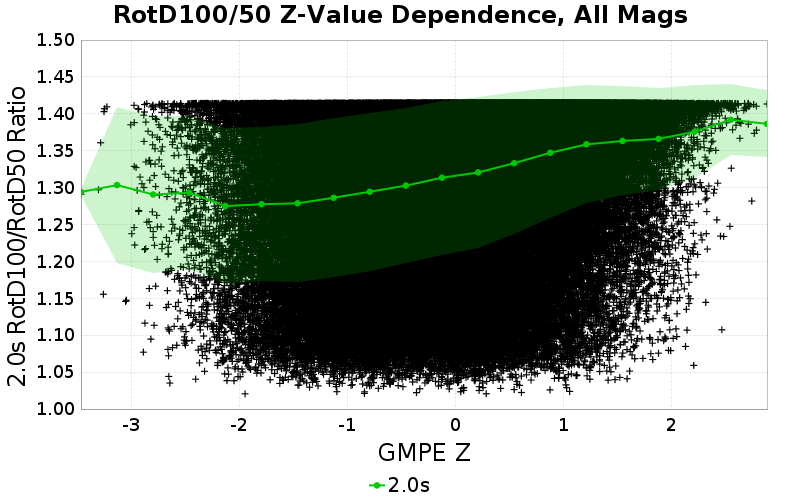 RotD100/50 Z-Value Dependence, All Mags
2.0s RotD100/RotD50 Ratio
1.50
1.45
1.40
1.35
1.30
1.25
1.20
1.15
1.10
1.05
1.00
-3 -2 -1 0 1 2
GMPE Z
2.0s